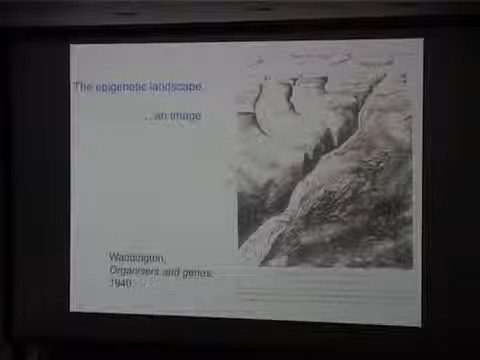 The epigenetic landscape..
...an image
Waddington,
Organisers and genes,
1940